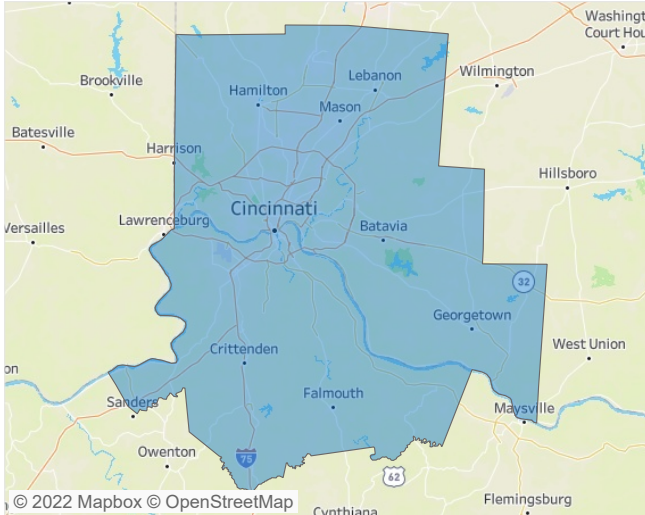 Washingt
Court Hou
Lebanon
Wilmington
Brookville
Hamilton
Mason
Batesville
Harrison
Hillsboro
Cincinnati
Lawrenceburg
Versailles
Batavia
32
Georgetown
West Union
Crittenden
on
Falmouth
Sanders
Maysville
Owenton
75
62
© 2022 Mapbox © OpenStreetMap
Cynthiana
Flemingsburg